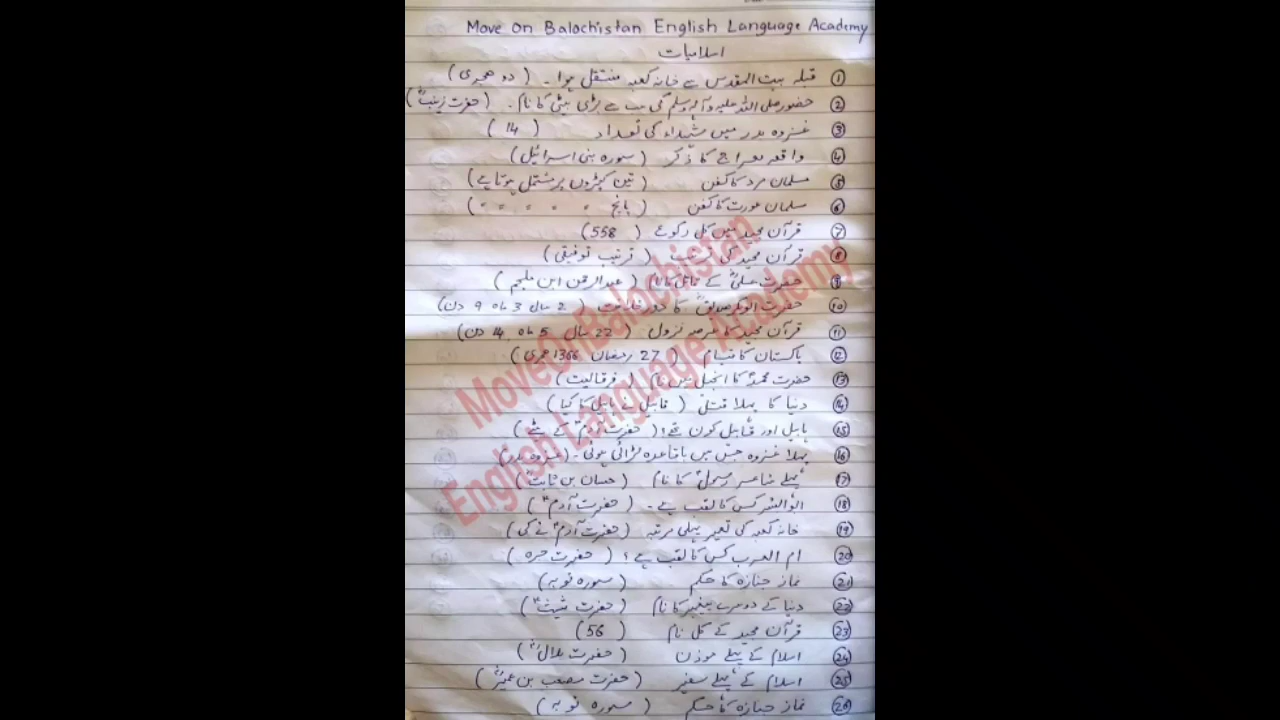 Move On Balochistan English Language Academy
اسلامیات
① قبلہ بیت المقدس سے خانہ کعبہ منتقل ہوا۔ (دو ھجری)
② حضور صلی اللہ علیہ وآلہ وسلم کی سب سے بڑی بیٹی کا نام۔ (حضرت زینبؓ)
③ غزوہ بدر میں شہداء کی تعداد (14)
④ واقعہ معراج کا ذکر (سورہ بنی اسرائیل)
⑤ مسلمان مرد کا کفن (تین کپڑوں پر مشتمل ہوتا ہے)
⑥ مسلمان عورت کا کفن (پانچ " " " " ")
⑦ قرآن مجید میں کل رکوع (558)
⑧ قرآن مجید کی ترتیب (ترتیب توفیقی)
⑨ حضرت علیؓ کے قاتل کا نام (عبدالرحمن ابن ملجم)
⑩ حضرت ابوبکر صدیقؓ کا دور خلافت (2 سال 3 ماہ 9 دن)
⑪ قرآن مجید کا عرصہ نزول (22 سال 5 ماہ 14 دن)
⑫ پاکستان کا قیام (27 رمضان 1366 ھجری)
⑬ حضرت محمدؐ کا انجیل میں نام (فرقالیت)
⑭ دنیا کا پہلا قتل (قابیل نے ہابیل کا کیا)
⑮ ہابیل اور قابیل کون تھے؟ (حضرت آدمؑ کے بیٹے)
⑯ پہلا غزوہ جس میں باقاعدہ لڑائی ہوئی۔ (غزوہ بدر)
⑰ پہلے شاعر رسولؐ کا نام (حسان بن ثابتؓ)
⑱ ابوالبشر کس کا لقب ہے۔ (حضرت آدمؑ)
⑲ خانہ کعبہ کی تعمیر پہلی مرتبہ (حضرت آدمؑ نے کی)
⑳ ام العرب کس کا لقب ہے؟ (حضرت حرہ)
㉑ نماز جنازہ کا حکم (سورہ توبہ)
㉒ دنیا کے دوسرے پیغمبر کا نام (حضرت شیثؑ)
㉓ قرآن مجید کے کل نام (56)
㉔ اسلام کے پہلے موذن (حضرت بلالؓ)
㉕ اسلام کے پہلے سفیر (حضرت مصعب بن عمیرؓ)
㉖ نماز جنازہ کا حکم (سورہ توبہ)
MoveOnBalochistan
English Language Academy